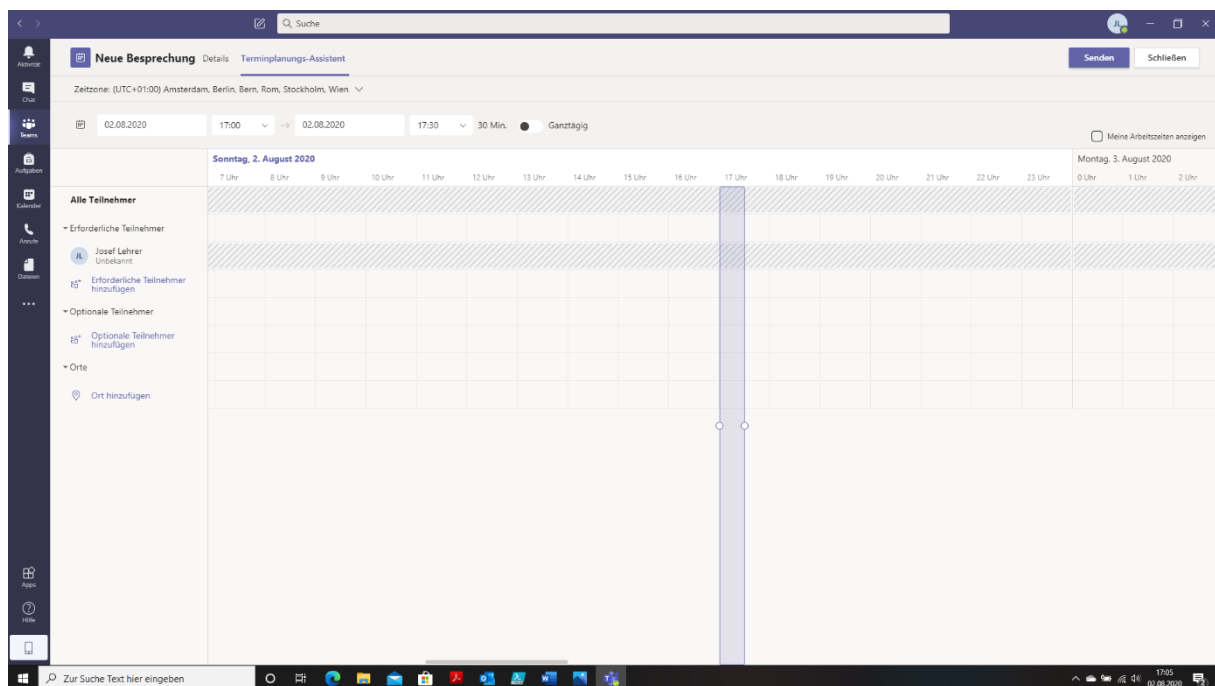 Suche
JL
Aktivität
Chat
Teams
Aufgaben
Kalender
Anrufe
Dateien
Apps
Hilfe
Neue Besprechung Details Terminplanungs-Assistent
Senden Schließen
Zeitzone: (UTC+01:00) Amsterdam, Berlin, Bern, Rom, Stockholm, Wien
02.08.2020 17:00 → 02.08.2020 17:30 30 Min. Ganztägig
Meine Arbeitszeiten anzeigen
Sonntag, 2. August 2020 Montag, 3. August 2020
7 Uhr 8 Uhr 9 Uhr 10 Uhr 11 Uhr 12 Uhr 13 Uhr 14 Uhr 15 Uhr 16 Uhr 17 Uhr 18 Uhr 19 Uhr 20 Uhr 21 Uhr 22 Uhr 23 Uhr 0 Uhr 1 Uhr 2 Uhr
Alle Teilnehmer
Erforderliche Teilnehmer
JL Josef Lehrer
Unbekannt
Erforderliche Teilnehmer
hinzufügen
Optionale Teilnehmer
Optionale Teilnehmer
hinzufügen
Orte
Ort hinzufügen
Zur Suche Text hier eingeben
17:05
02.08.2020